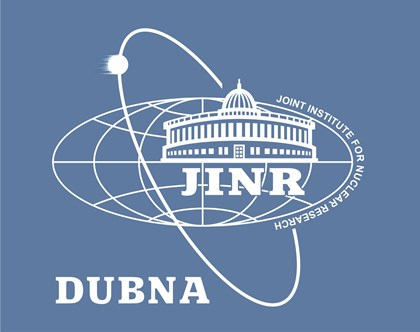 JOINT INSTITUTE FOR NUCLEAR RESEARCH
JINR
DUBNA